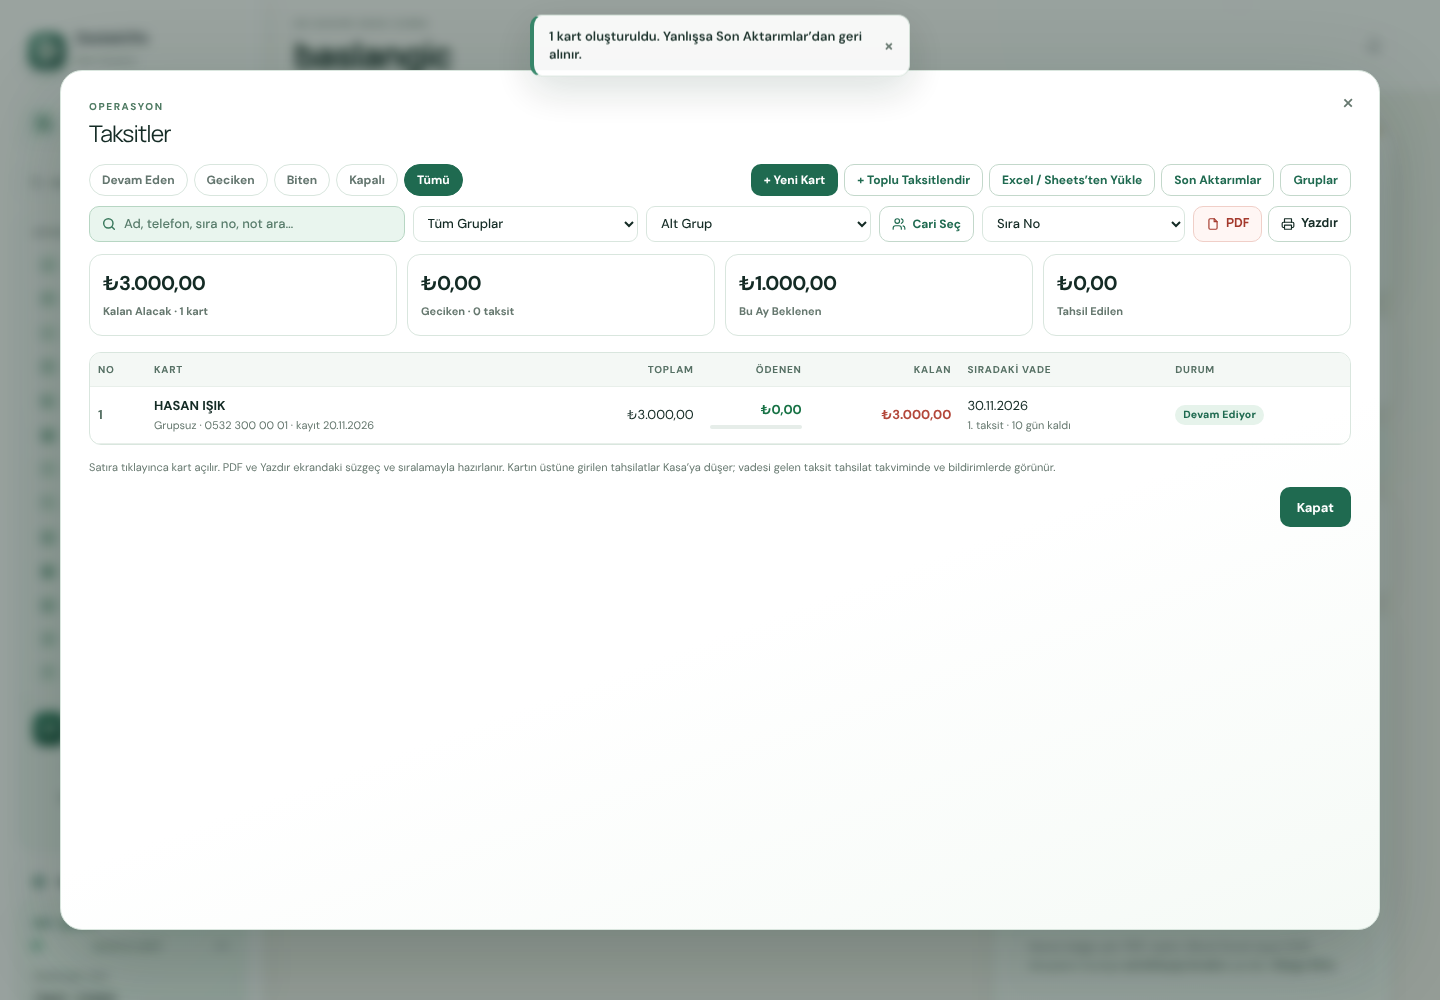 1 kart oluşturuldu. Yanlışsa Son Aktarımlar’dan geri
alınır.
×
OPERASYON
Taksitler
×
Devam Eden
Geciken
Biten
Kapalı
Tümü
+ Yeni Kart
+ Toplu Taksitlendir
Excel / Sheets’ten Yükle
Son Aktarımlar
Gruplar
Ad, telefon, sıra no, not ara…
Tüm Gruplar
Alt Grup
Cari Seç
Sıra No
PDF
Yazdır
₺3.000,00
Kalan Alacak · 1 kart
₺0,00
Geciken · 0 taksit
₺1.000,00
Bu Ay Beklenen
₺0,00
Tahsil Edilen
NO KART TOPLAM ÖDENEN KALAN SIRADAKİ VADE DURUM
1 HASAN IŞIK ₺3.000,00 ₺0,00 ₺3.000,00 30.11.2026 Devam Ediyor
Grupsuz · 0532 300 00 01 · kayıt 20.11.2026 1. taksit · 10 gün kaldı
Satıra tıklayınca kart açılır. PDF ve Yazdır ekrandaki süzgeç ve sıralamayla hazırlanır. Kartın üstüne girilen tahsilatlar Kasa’ya düşer; vadesi gelen taksit tahsilat takviminde ve bildirimlerde görünür.
Kapat